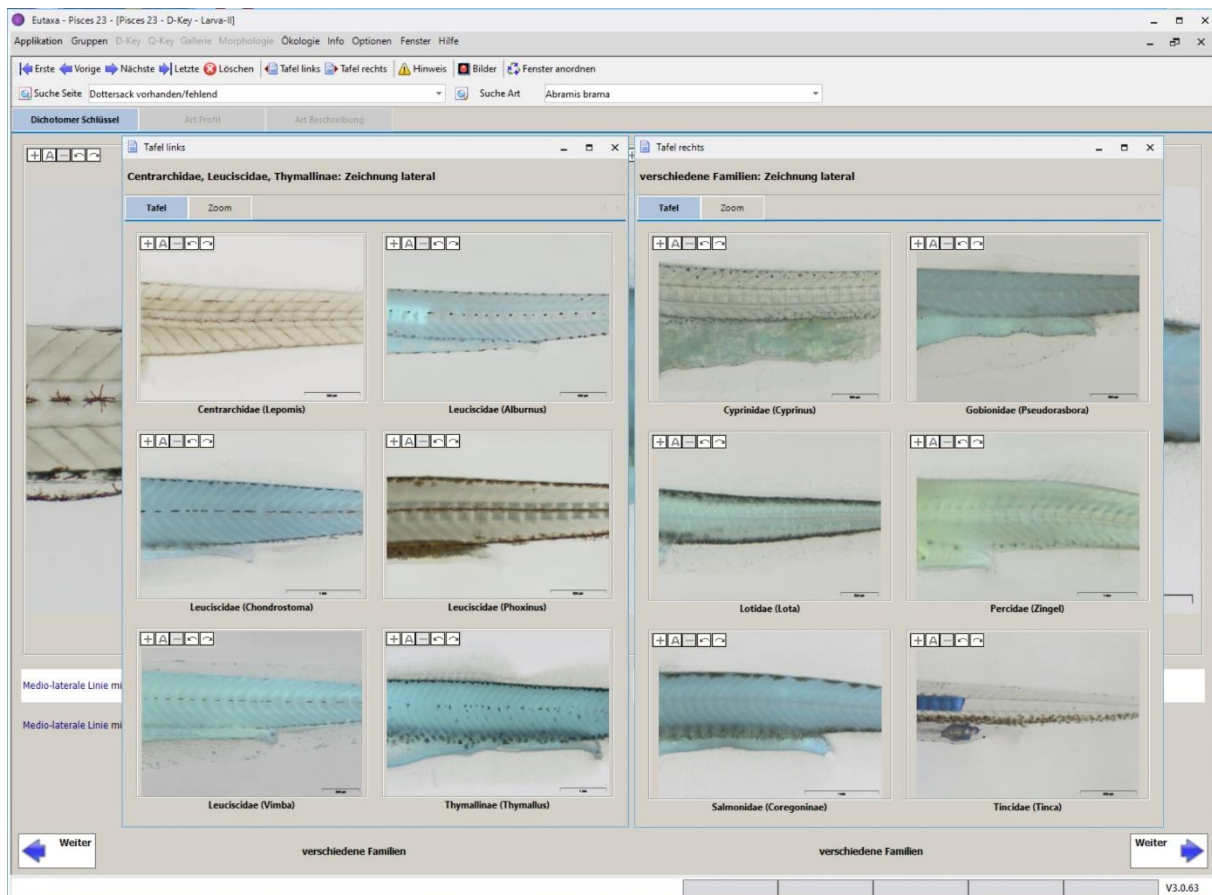 Eutaxa - Pisces 23 - [Pisces 23 - D-Key - Larva-II]
Applikation Gruppen D-Key Q-Key Gallerie Morphologie Ökologie Info Optionen Fenster Hilfe
Erste Vorige Nächste Letzte Löschen Tafel links Tafel rechts Hinweis Bilder Fenster anordnen
Suche Seite Dottersack vorhanden/fehlend Suche Art Abramis brama
Dichotomer Schlüssel Art Profil Art Beschreibung
Tafel links
Centrarchidae, Leuciscidae, Thymallinae: Zeichnung lateral
Tafel Zoom
Centrarchidae (Lepomis) Leuciscidae (Alburnus)
Leuciscidae (Chondrostoma) Leuciscidae (Phoxinus)
Leuciscidae (Vimba) Thymallinae (Thymallus)
Tafel rechts
verschiedene Familien: Zeichnung lateral
Tafel Zoom
Cyprinidae (Cyprinus) Gobionidae (Pseudorasbora)
Lotidae (Lota) Percidae (Zingel)
Salmonidae (Coregoninae) Tincidae (Tinca)
Medio-laterale Linie mi
Medio-laterale Linie mi
Weiter verschiedene Familien verschiedene Familien Weiter
V3.0.63